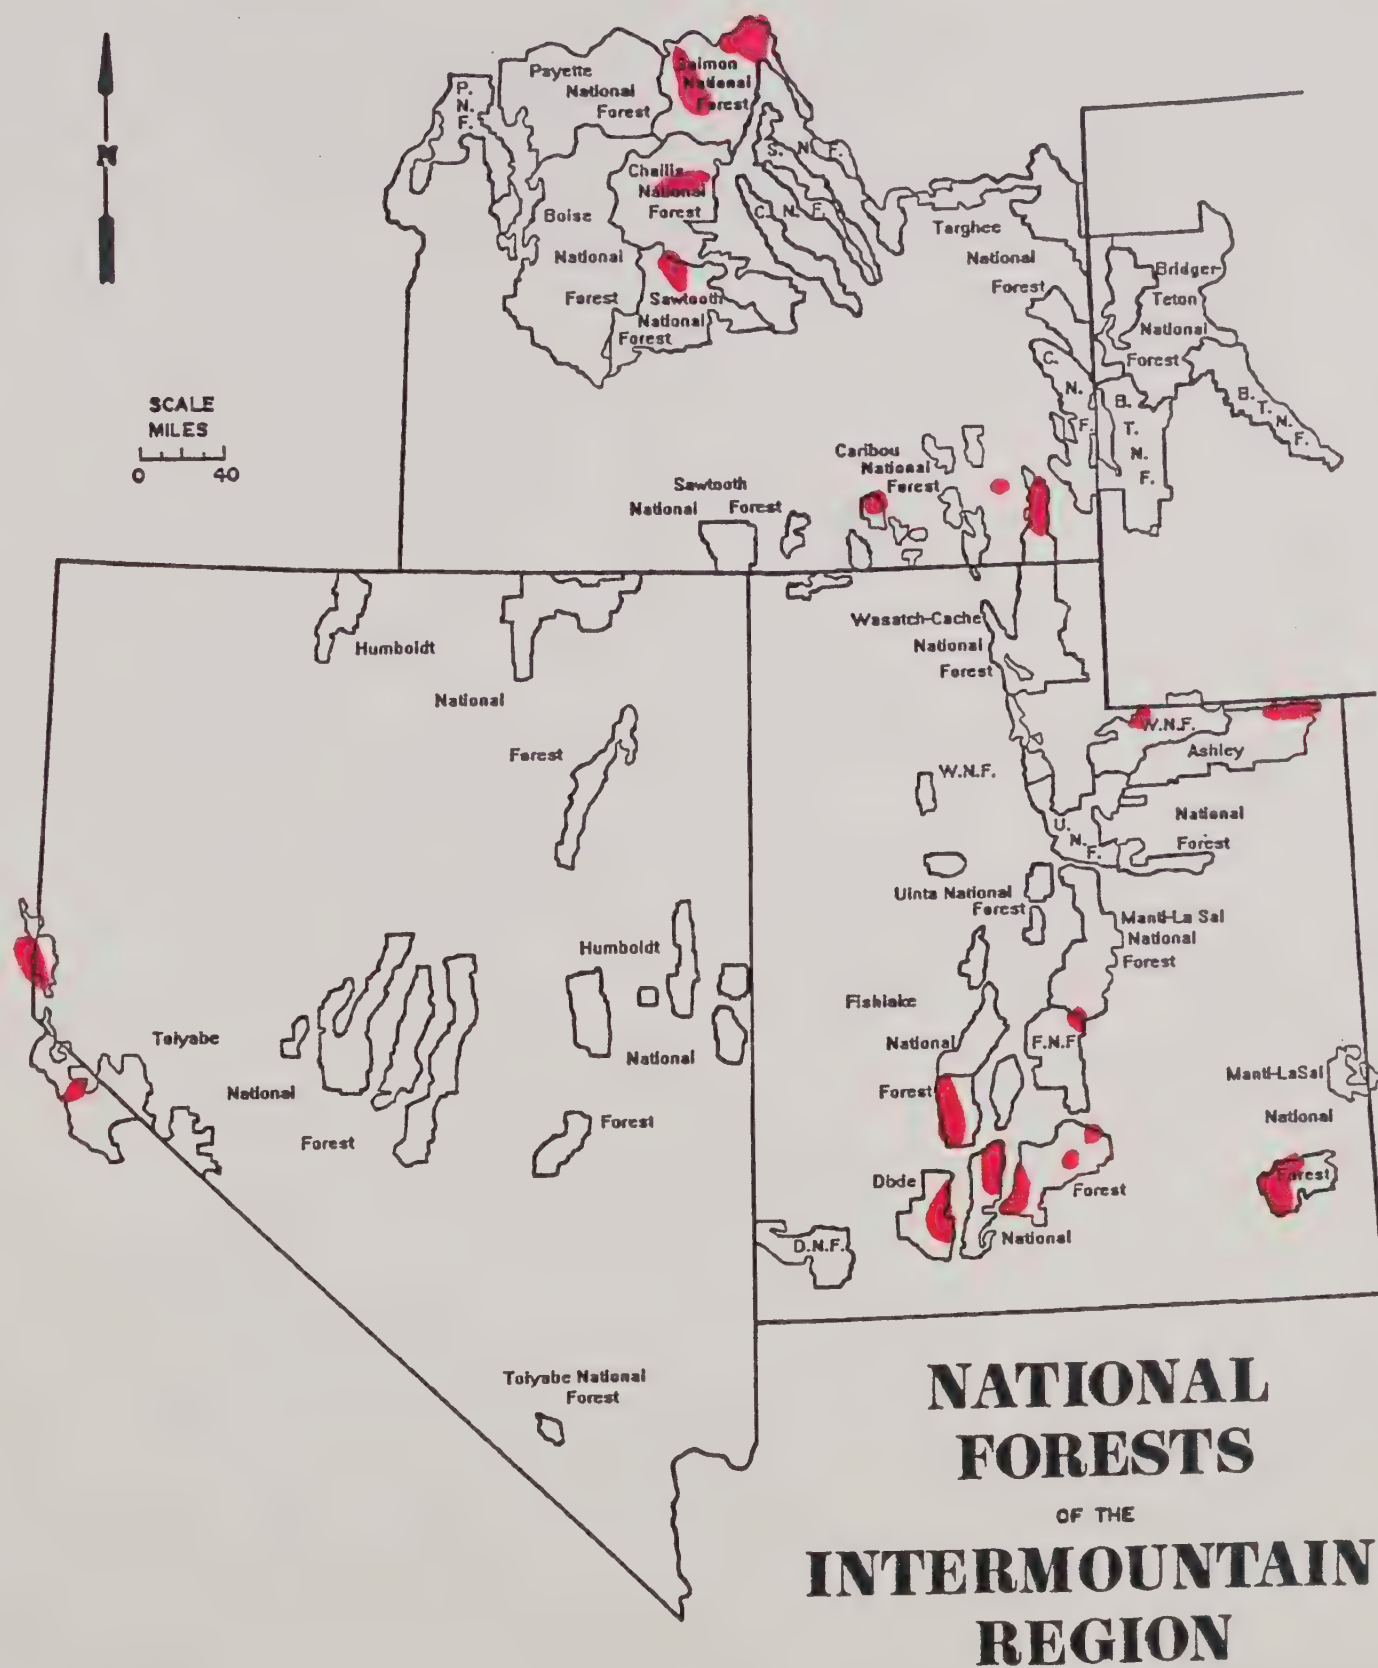 Payette
National
Forest
P.
N.
F.
Salmon
National
Forest
S. N. F.
Challis
National
Forest
C. N. F.
Boise
National
Forest
Sawtooth
National
Forest
Targhee
National
Forest
Bridger-
Teton
National
Forest
B. T. N. F.
C.
N.
F.
B.
T.
N.
F.
N
SCALE
MILES
0 40
Caribou
National
Forest
Sawtooth
National Forest
Humboldt
National
Forest
Wasatch-Cache
National
Forest
W.N.F.
Ashley
National
Forest
W.N.F.
U.
N.
F.
Uinta National
Forest
Manti-La Sal
National
Forest
Humboldt
National
Forest
Toiyabe
National
Forest
Fishlake
National
Forest
F.N.F.
Manti-LaSal
National
Forest
Dixie
Forest
National
D.N.F.
Toiyabe National
Forest
NATIONAL
FORESTS
OF THE
INTERMOUNTAIN
REGION